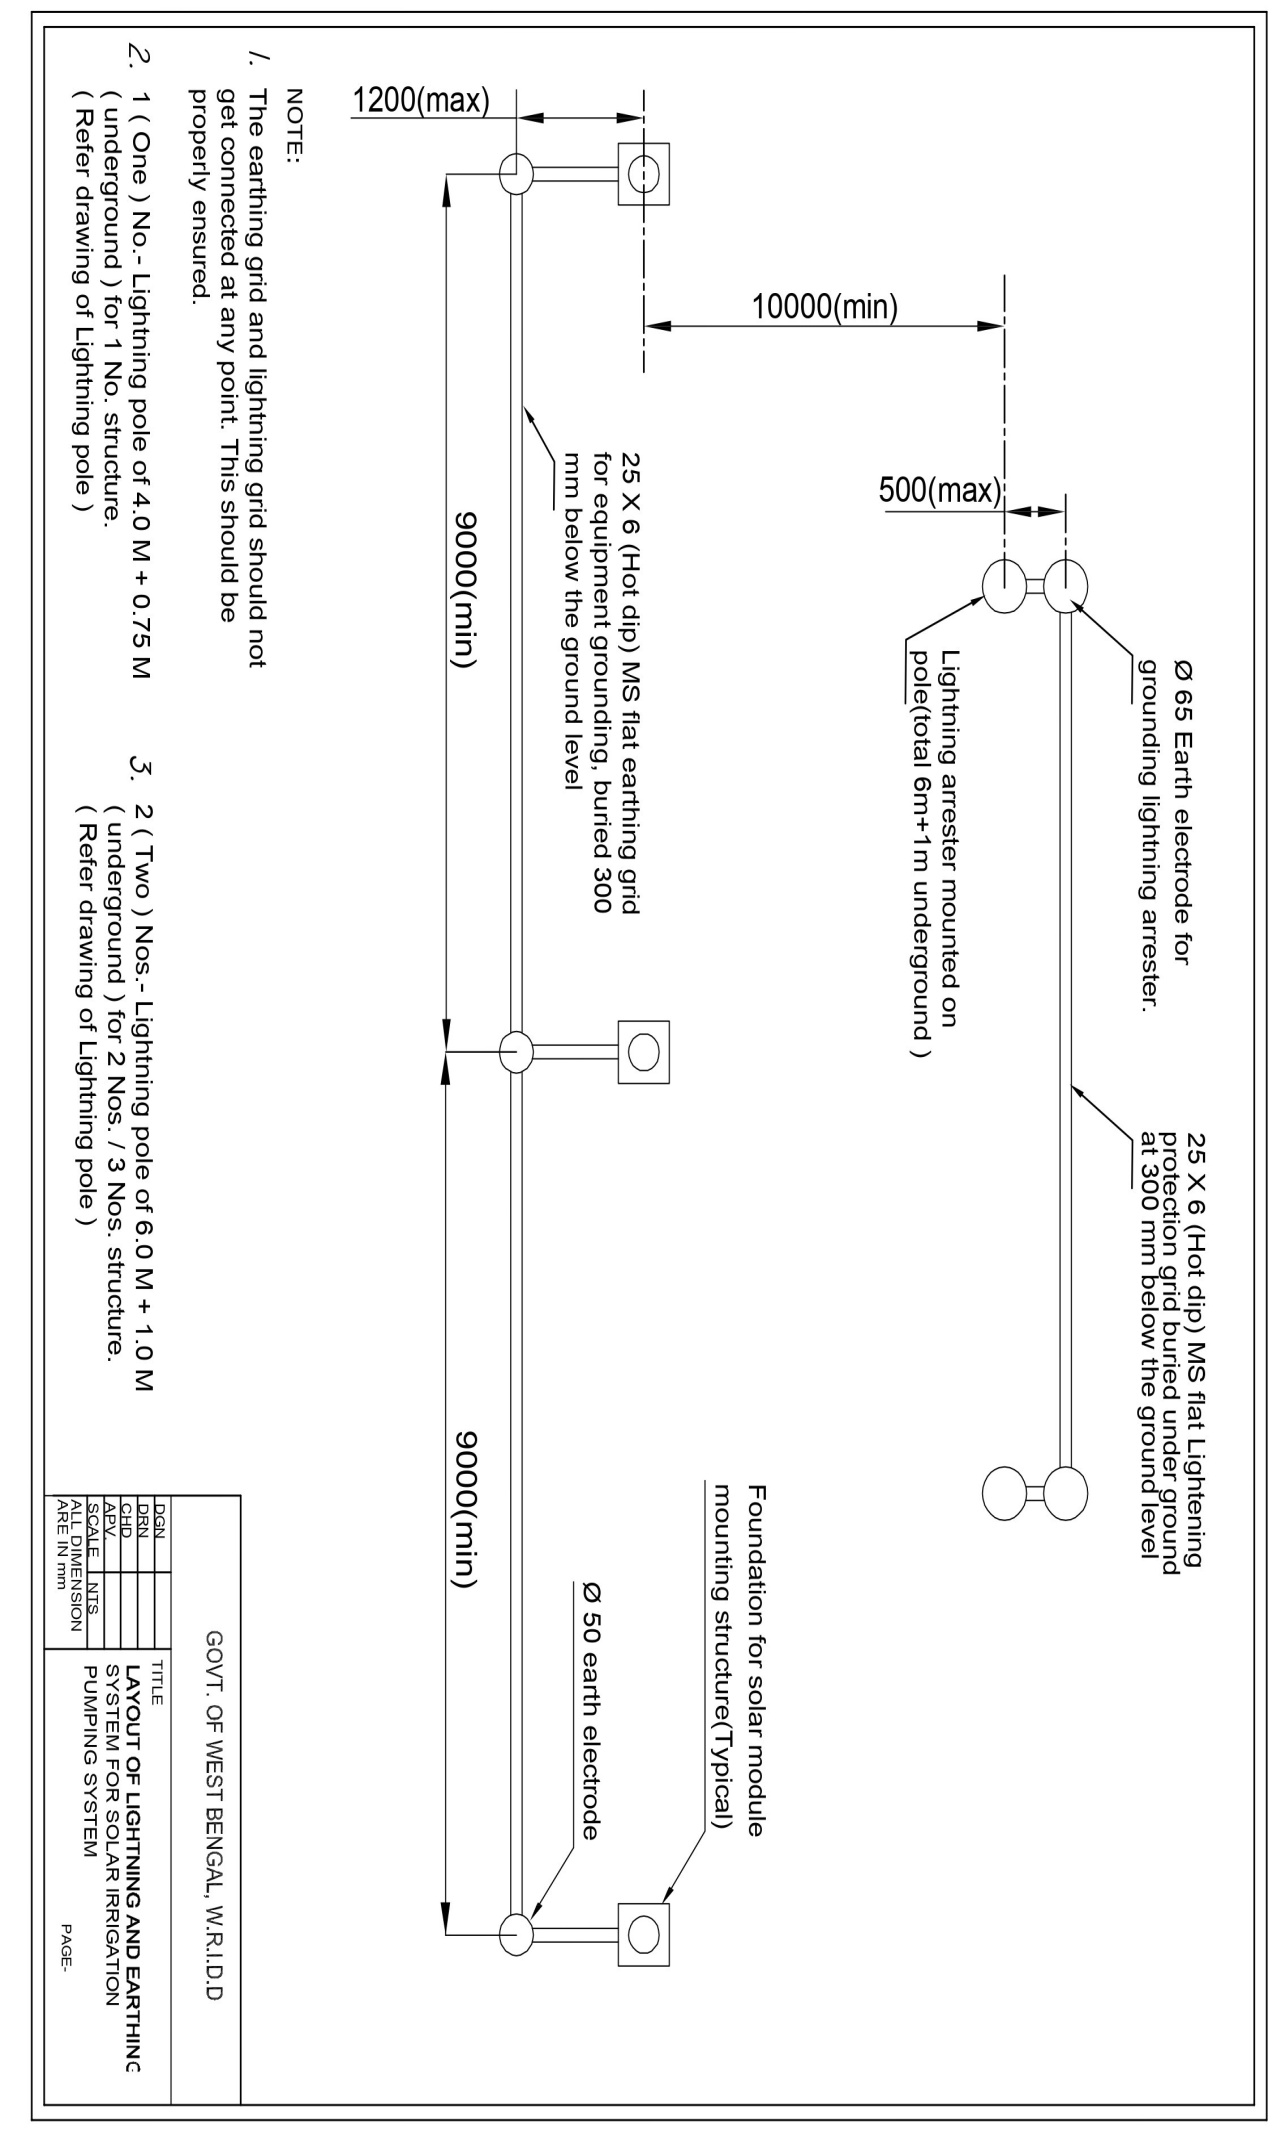 Ø 65 Earth electrode for
grounding lightning arrester.
25 X 6 (Hot dip) MS flat Lightening
protection grid buried under ground
at 300 mm below the ground level
500(max)
Lightning arrester mounted on
pole(total 6m+1m underground )
10000(min)
Foundation for solar module
mounting structure(Typical)
25 X 6 (Hot dip) MS flat earthing grid
for equipment grounding, buried 300
mm below the ground level
Ø 50 earth electrode
1200(max)
9000(min)
9000(min)
NOTE:
1. The earthing grid and lightning grid should not
get connected at any point. This should be
properly ensured.
2. 1 ( One ) No.- Lightning pole of 4.0 M + 0.75 M
( underground ) for 1 No. structure.
( Refer drawing of Lightning pole )
3. 2 ( Two ) Nos.- Lightning pole of 6.0 M + 1.0 M
( underground ) for 2 Nos. / 3 Nos. structure.
( Refer drawing of Lightning pole )
GOVT. OF WEST BENGAL, W.R.I.D.D
DGN
DRN
CHD
APV.
SCALE NTS
ALL DIMENSION
ARE IN mm
TITLE
LAYOUT OF LIGHTNING AND EARTHING
SYSTEM FOR SOLAR IRRIGATION
PUMPING SYSTEM
PAGE-